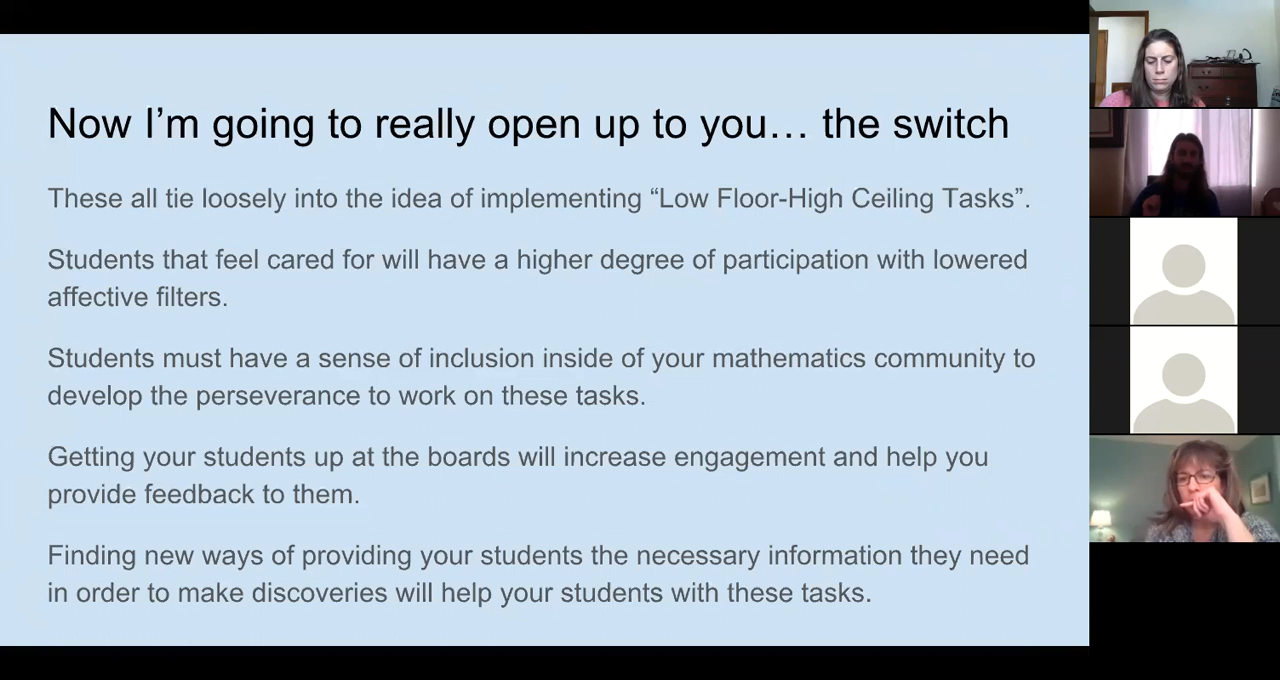 Now I’m going to really open up to you… the switch
These all tie loosely into the idea of implementing “Low Floor-High Ceiling Tasks”.
Students that feel cared for will have a higher degree of participation with lowered
affective filters.
Students must have a sense of inclusion inside of your mathematics community to
develop the perseverance to work on these tasks.
Getting your students up at the boards will increase engagement and help you
provide feedback to them.
Finding new ways of providing your students the necessary information they need
in order to make discoveries will help your students with these tasks.